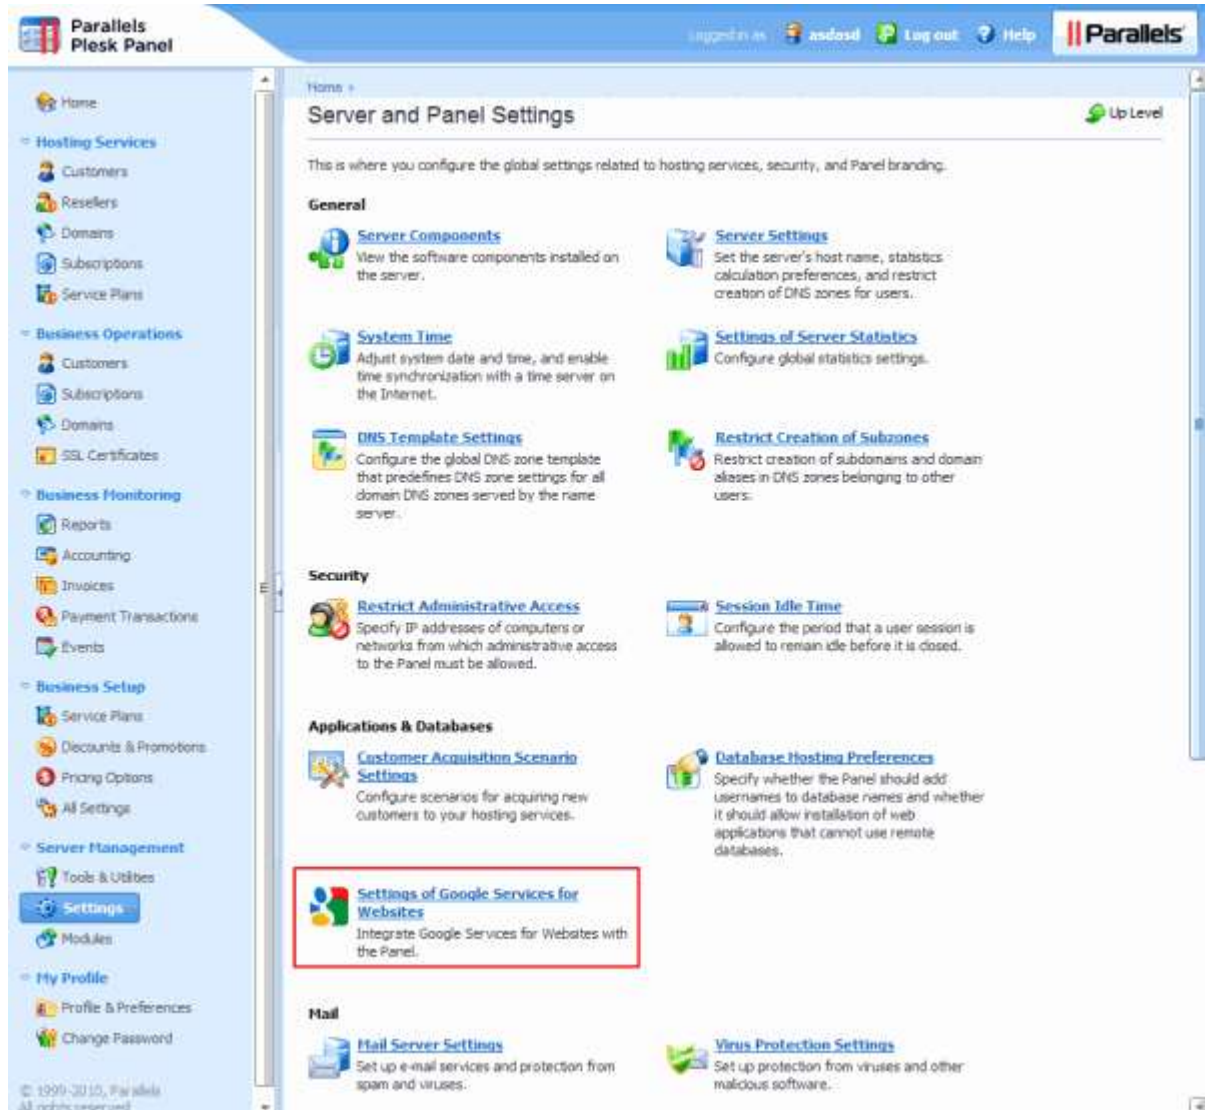 Parallels
Plesk Panel
Logged in as asdasd Log out Help
Parallels
Home
Hosting Services
Customers
Resellers
Domains
Subscriptions
Service Plans
Business Operations
Customers
Subscriptions
Domains
SSL Certificates
Business Monitoring
Reports
Accounting
Invoices
Payment Transactions
Events
Business Setup
Service Plans
Discounts & Promotions
Pricing Options
All Settings
Server Management
Tools & Utilities
Settings
Modules
My Profile
Profile & Preferences
Change Password
© 1999-2010, Parallels
All rights reserved
Home >
Server and Panel Settings
Up Level
This is where you configure the global settings related to hosting services, security, and Panel branding.
General
Server Components
View the software components installed on
the server.
Server Settings
Set the server's host name, statistics
calculation preferences, and restrict
creation of DNS zones for users.
System Time
Adjust system date and time, and enable
time synchronization with a time server on
the Internet.
Settings of Server Statistics
Configure global statistics settings.
DNS Template Settings
Configure the global DNS zone template
that predefines DNS zone settings for all
domain DNS zones served by the name
server.
Restrict Creation of Subzones
Restrict creation of subdomains and domain
aliases in DNS zones belonging to other
users.
Security
Restrict Administrative Access
Specify IP addresses of computers or
networks from which administrative access
to the Panel must be allowed.
Session Idle Time
Configure the period that a user session is
allowed to remain idle before it is closed.
Applications & Databases
Customer Acquisition Scenario
Settings
Configure scenarios for acquiring new
customers to your hosting services.
Database Hosting Preferences
Specify whether the Panel should add
usernames to database names and whether
it should allow installation of web
applications that cannot use remote
databases.
Settings of Google Services for
Websites
Integrate Google Services for Websites with
the Panel.
Mail
Mail Server Settings
Set up e-mail services and protection from
spam and viruses.
Virus Protection Settings
Set up protection from viruses and other
malicious software.